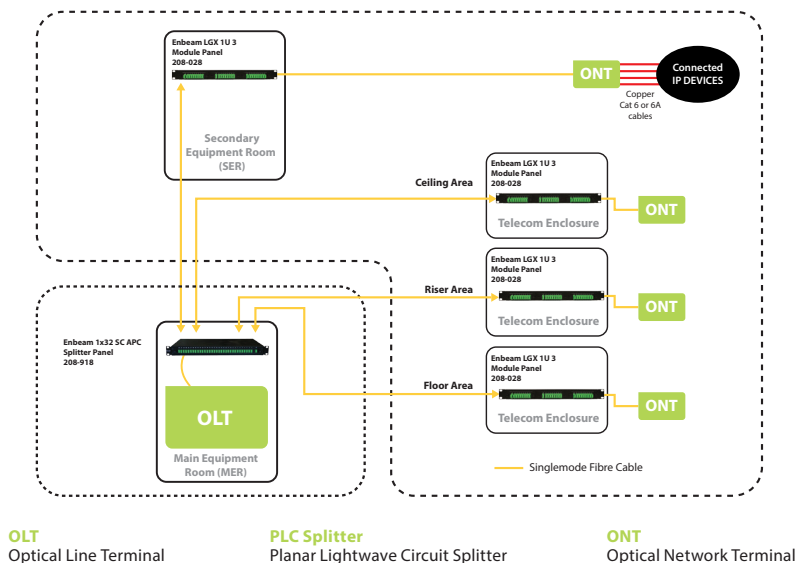 Enbeam LGX 1U 3
Module Panel
208-028
Secondary
Equipment Room
(SER)
ONT
Connected
IP DEVICES
Copper
Cat 6 or 6A
cables
Ceiling Area
Enbeam LGX 1U 3
Module Panel
208-028
Telecom Enclosure
ONT
Riser Area
Enbeam LGX 1U 3
Module Panel
208-028
Telecom Enclosure
ONT
Enbeam 1x32 SC APC
Splitter Panel
208-918
OLT
Main Equipment
Room (MER)
Floor Area
Enbeam LGX 1U 3
Module Panel
208-028
Telecom Enclosure
ONT
Singlemode Fibre Cable
OLT
Optical Line Terminal
PLC Splitter
Planar Lightwave Circuit Splitter
ONT
Optical Network Terminal